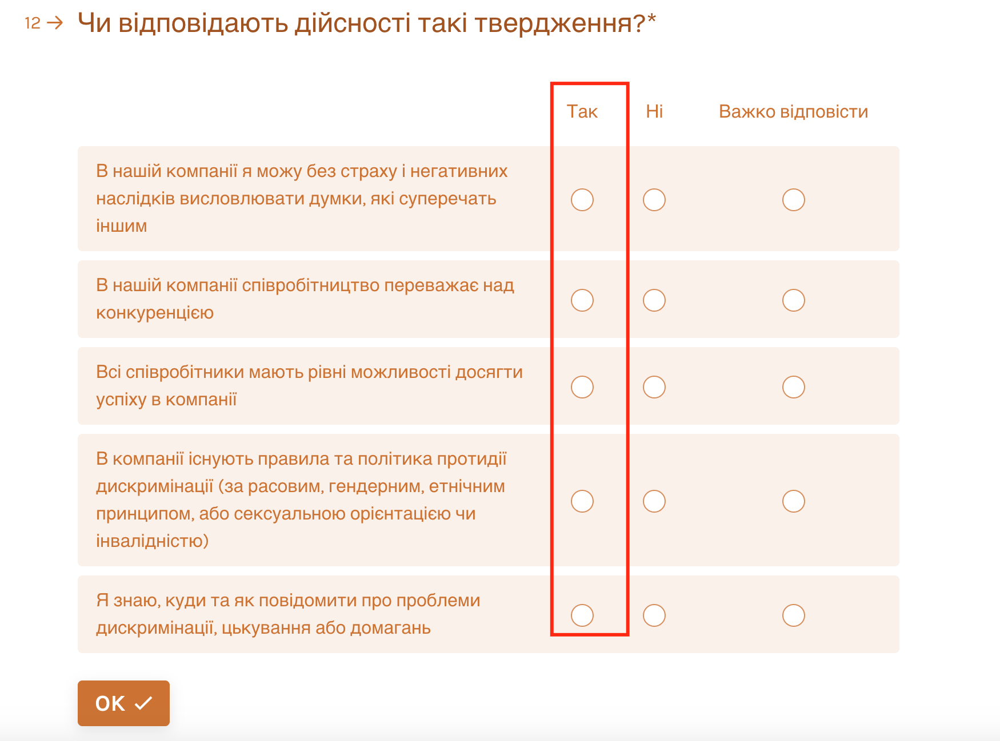 12 → Чи відповідають дійсності такі твердження?*
Так Ні Важко відповісти
В нашій компанії я можу без страху і негативних
наслідків висловлювати думки, які суперечать
іншим
В нашій компанії співробітництво переважає над
конкуренцією
Всі співробітники мають рівні можливості досягти
успіху в компанії
В компанії існують правила та політика протидії
дискримінації (за расовим, гендерним, етнічним
принципом, або сексуальною орієнтацією чи
інвалідністю)
Я знаю, куди та як повідомити про проблеми
дискримінації, цькування або домагань
OK ✓